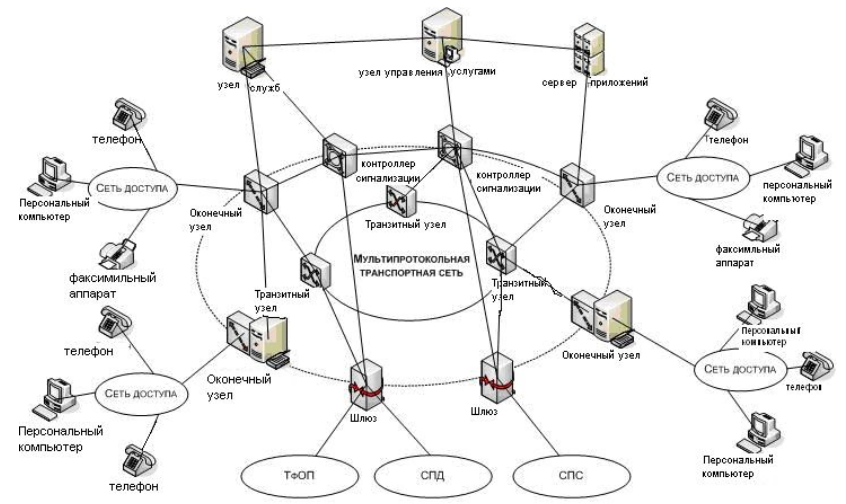 узел
служб
узел управления
услугами
сервер
приложений
телефон
Персональный
компьютер
СЕТЬ ДОСТУПА
факсимильный
аппарат
Оконечный
узел
контроллер
сигнализации
контроллер
сигнализации
Транзитный узел
Оконечный
узел
телефон
СЕТЬ ДОСТУПА
персональный
компьютер
факсимильный
аппарат
МУЛЬТИПРОТОКОЛЬНАЯ
ТРАНСПОРТНАЯ СЕТЬ
Транзитный
узел
Транзитный
узел
телефон
Персональный
компьютер
СЕТЬ ДОСТУПА
телефон
Оконечный
узел
Оконечный узел
Персональный
компьютер
СЕТЬ ДОСТУПА
телефон
Персональный
компьютер
Шлюз
Шлюз
ТФОП
СПД
СПС